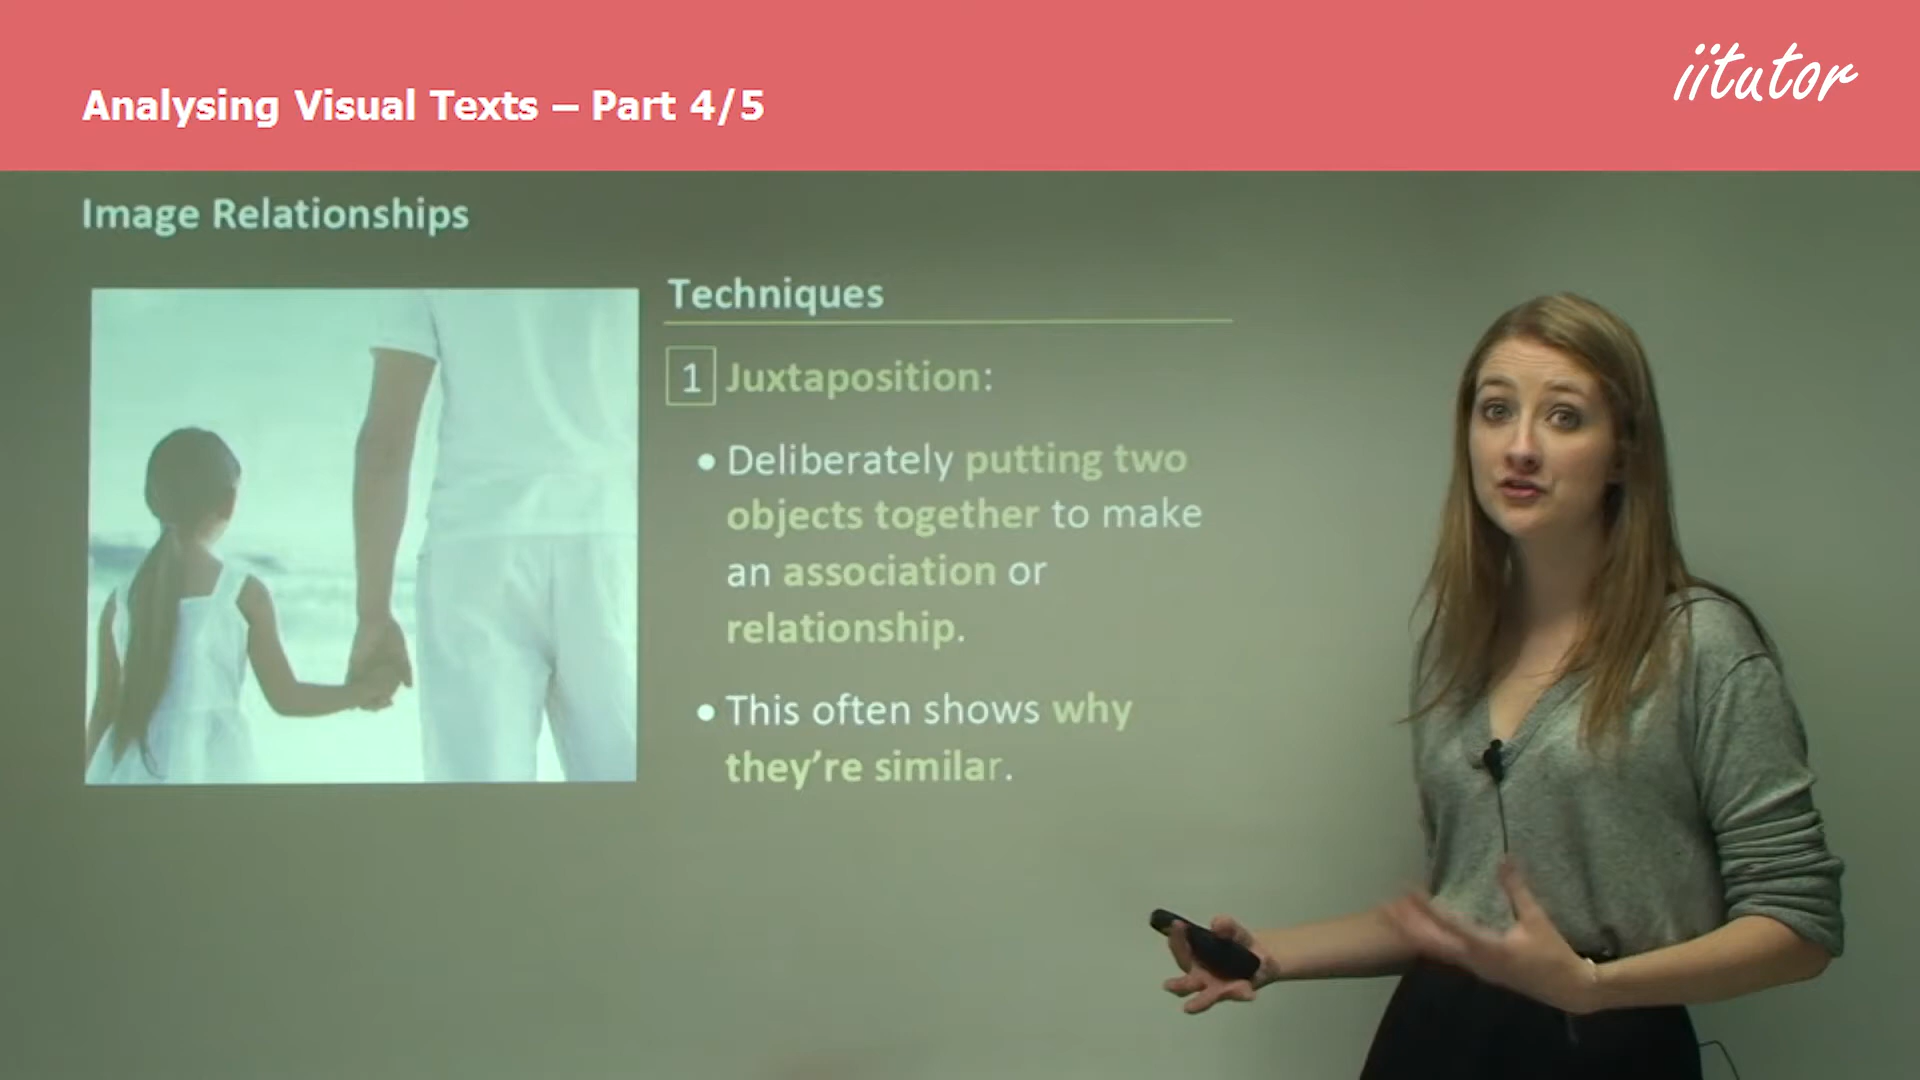 iitutor
Analysing Visual Texts – Part 4/5
Image Relationships
Techniques
1 Juxtaposition:
• Deliberately putting two
objects together to make
an association or
relationship.
• This often shows why
they’re similar.